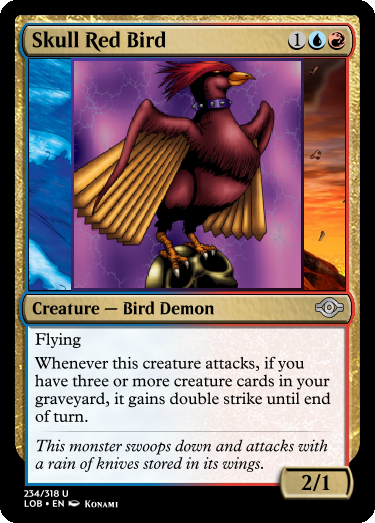 Skull Red Bird 1
Creature — Bird Demon
Flying
Whenever this creature attacks, if you
have three or more creature cards in your
graveyard, it gains double strike until end
of turn.
This monster swoops down and attacks with
a rain of knives stored in its wings.
2/1
234/318 U
LOB • EN Konami